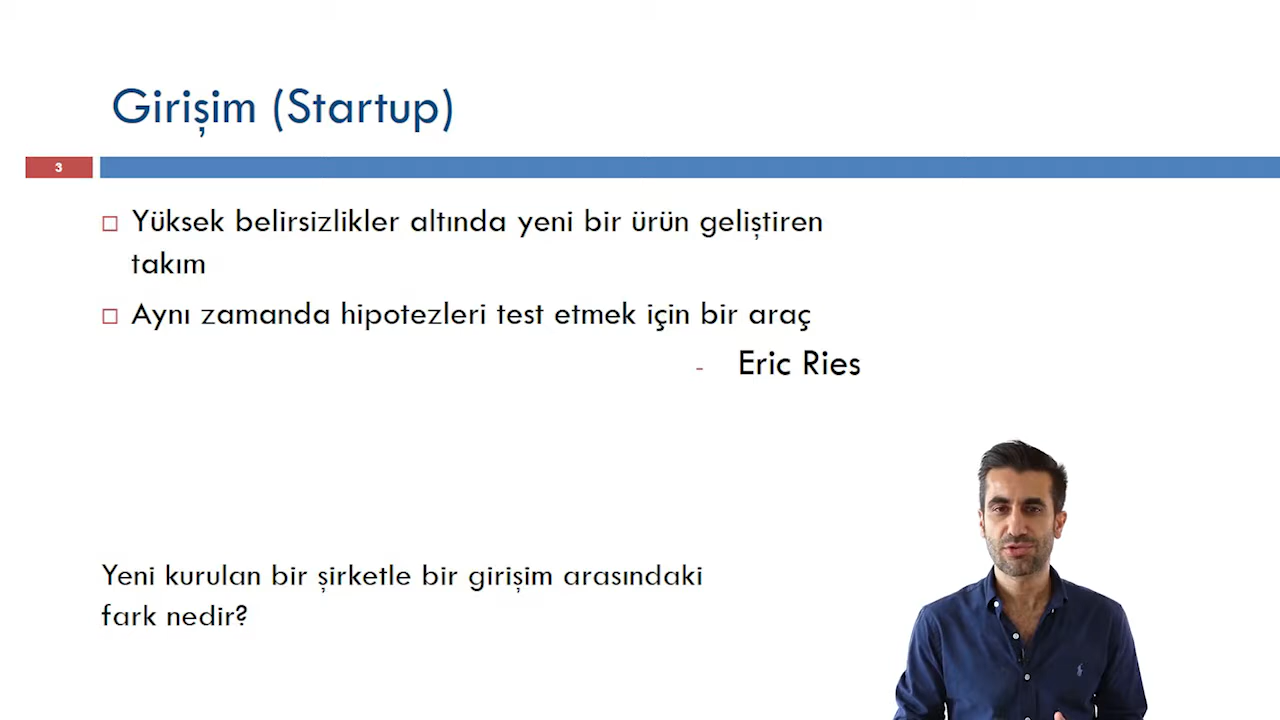 Girişim (Startup)
3
□ Yüksek belirsizlikler altında yeni bir ürün geliştiren
takım
□ Aynı zamanda hipotezleri test etmek için bir araç
- Eric Ries
Yeni kurulan bir şirketle bir girişim arasındaki
fark nedir?